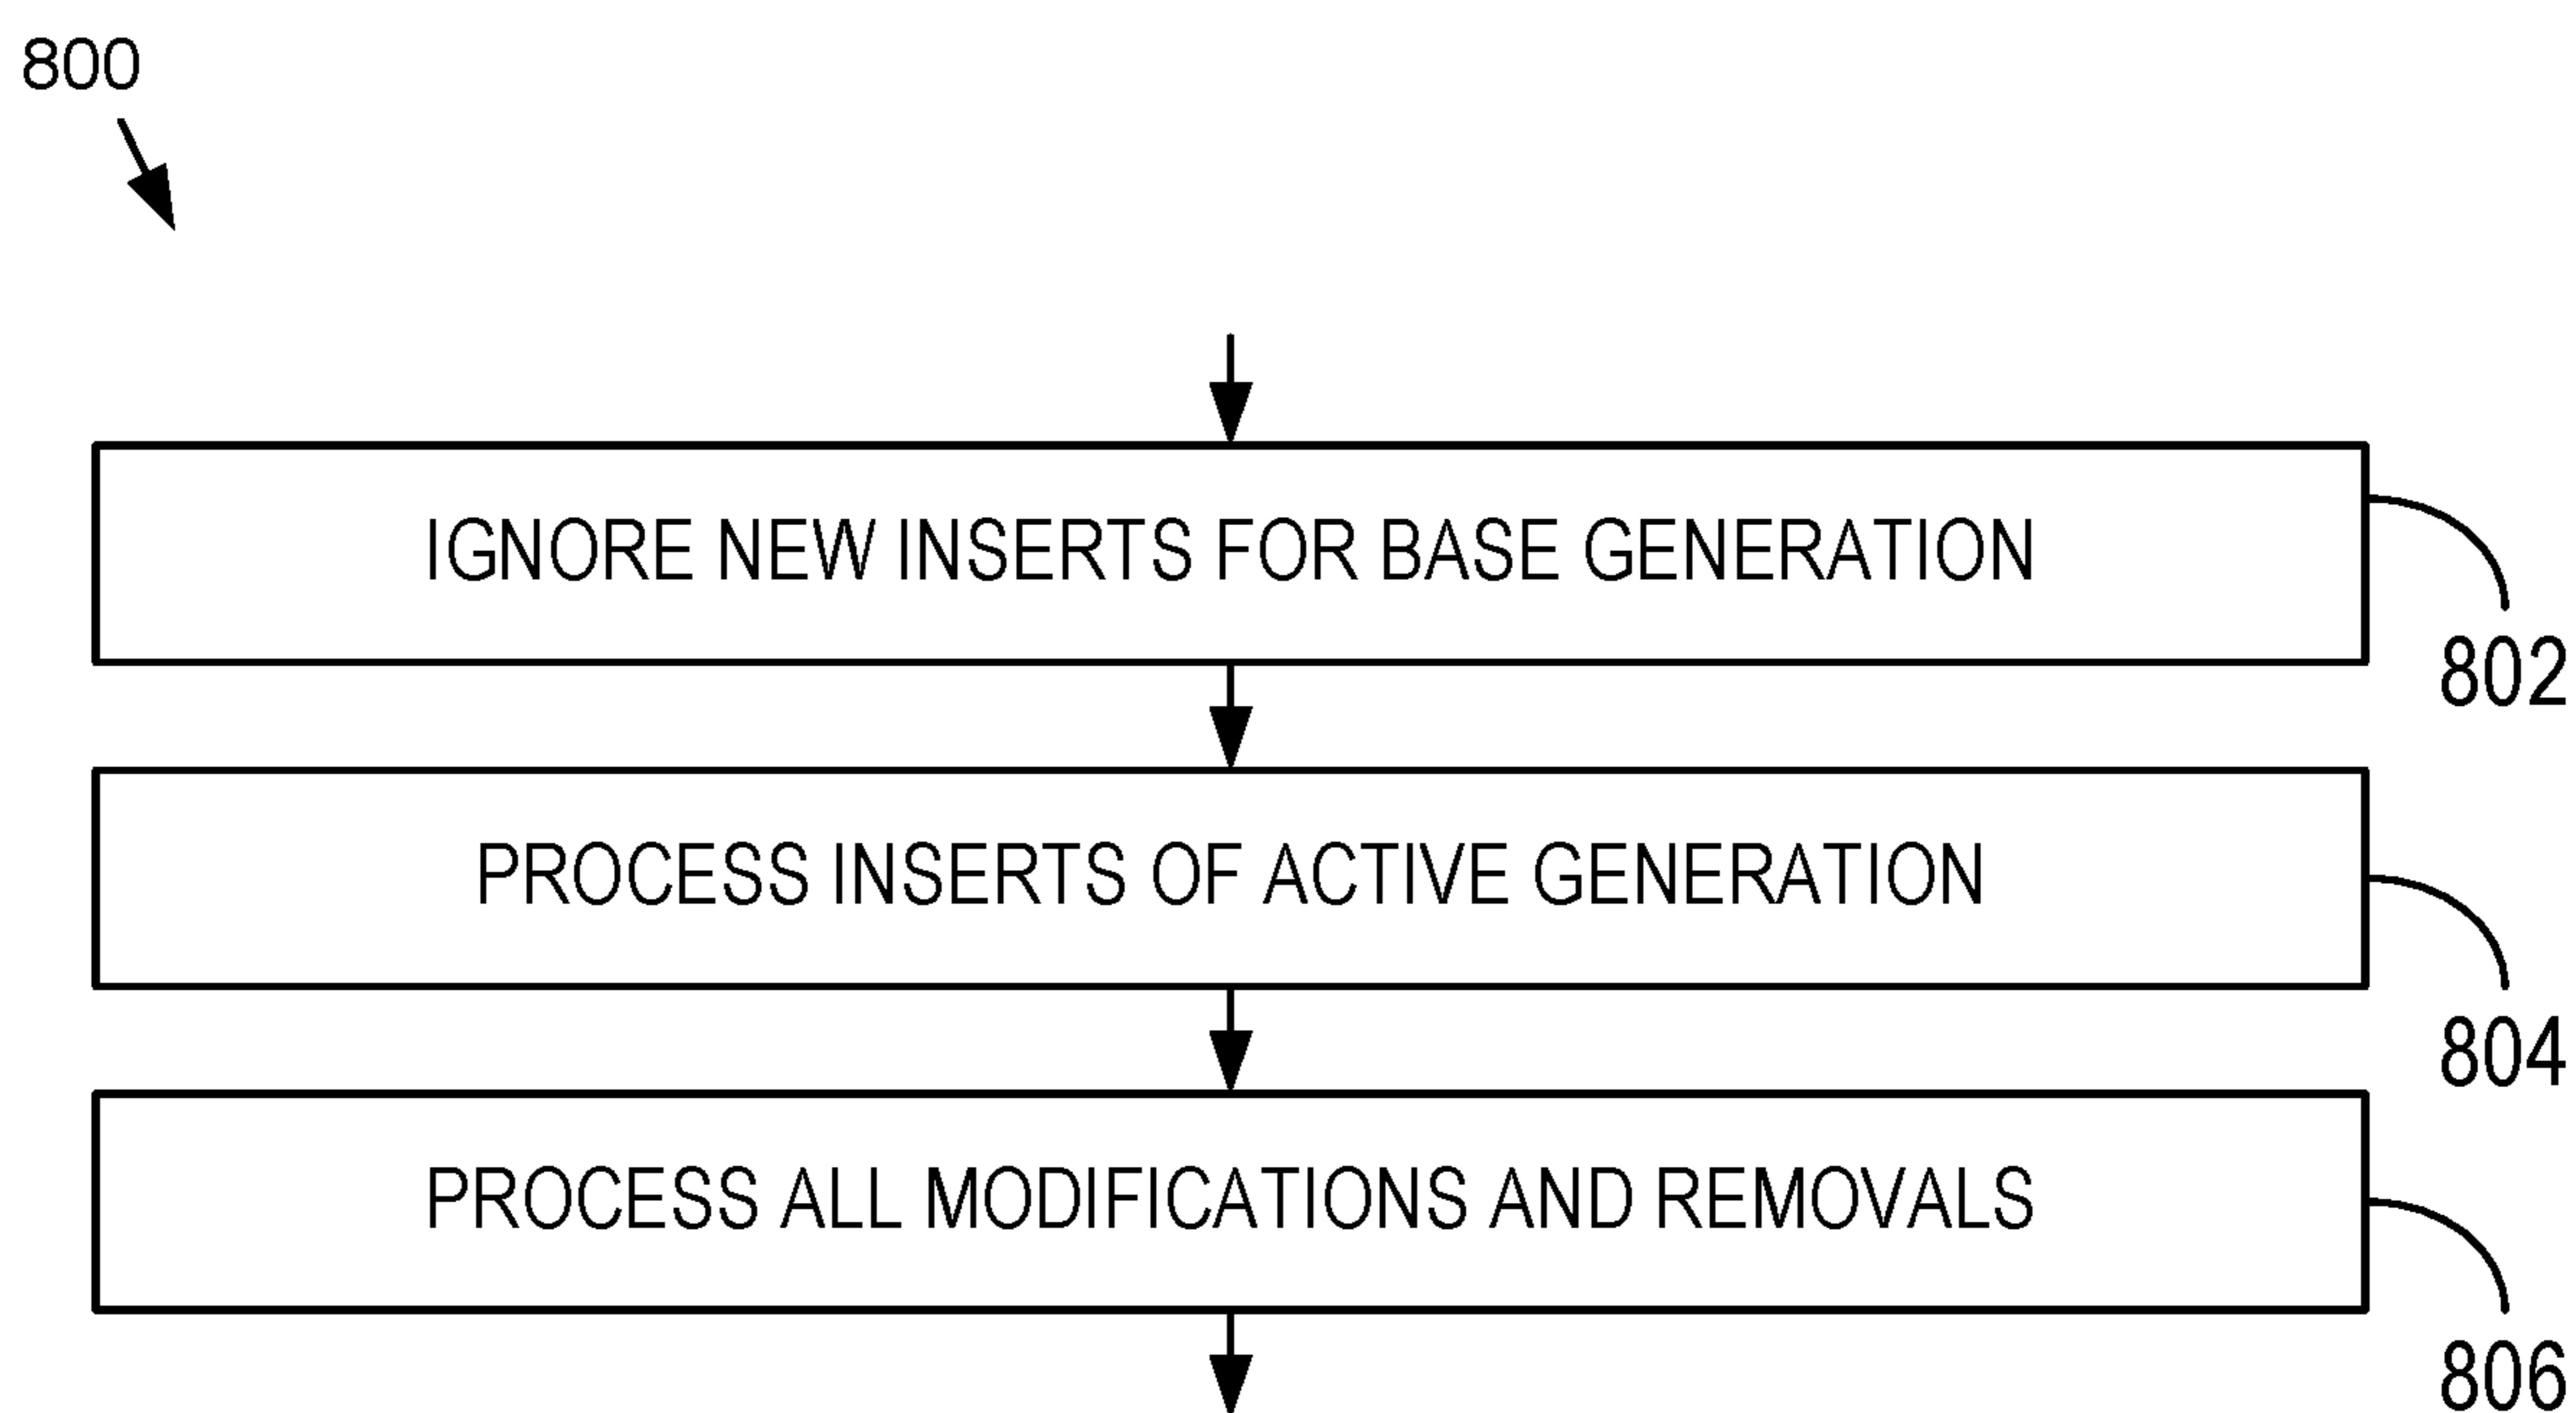 800
IGNORE NEW INSERTS FOR BASE GENERATION
802
PROCESS INSERTS OF ACTIVE GENERATION
804
PROCESS ALL MODIFICATIONS AND REMOVALS
806